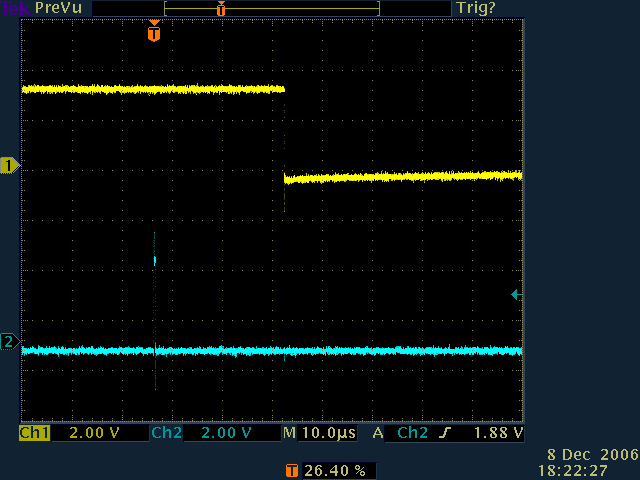 Tek PreVu Trig?
T
T
1
2
Ch1 2.00 V Ch2 2.00 V M 10.0µs A Ch2 1.88 V
8 Dec 2006
T 26.40 % 18:22:27